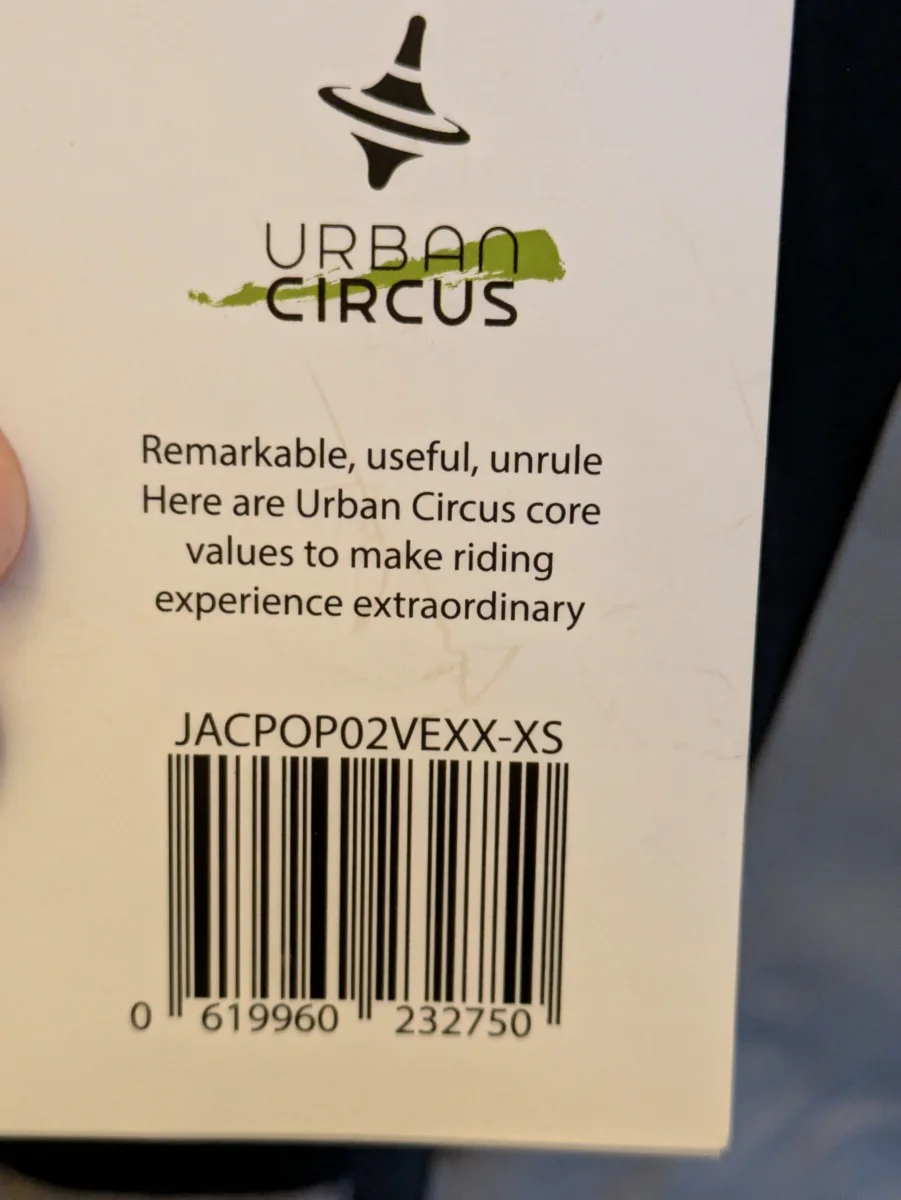 URBAN
CIRCUS
Remarkable, useful, unrule
Here are Urban Circus core
values to make riding
experience extraordinary
JACPOP02VEXX-XS
0 619960 232750